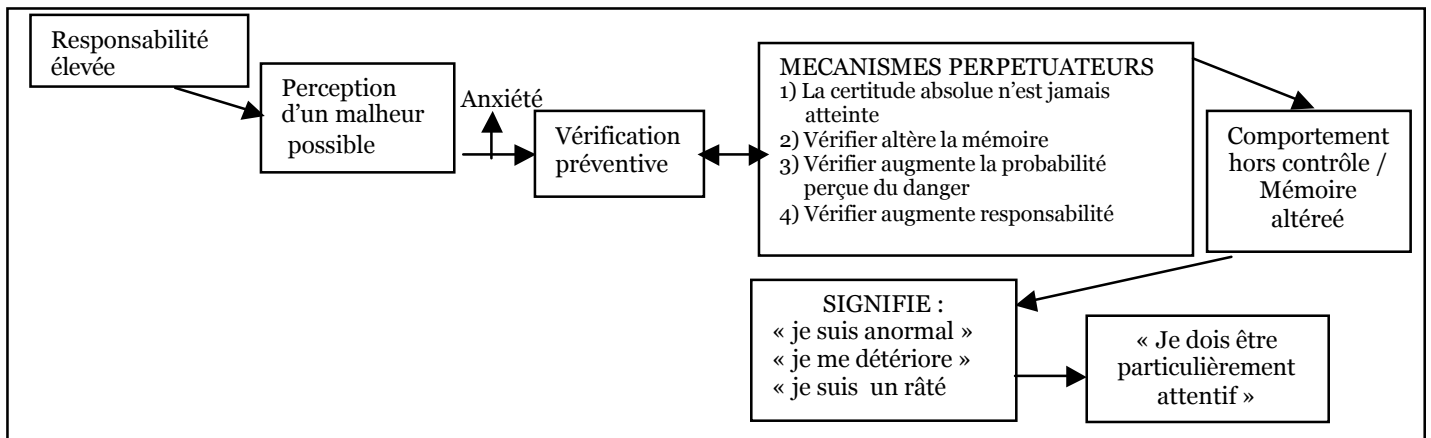 Responsabilité
élevée
Perception
d'un malheur
possible
Anxiété
Vérification
préventive
MECANISMES PERPETUATEURS
1) La certitude absolue n'est jamais
atteinte
2) Vérifier altère la mémoire
3) Vérifier augmente la probabilité
perçue du danger
4) Vérifier augmente responsabilité
Comportement
hors contrôle /
Mémoire
altéreé
SIGNIFIE :
« je suis anormal »
« je me détériore »
« je suis un râté
« Je dois être
particulièrement
attentif »